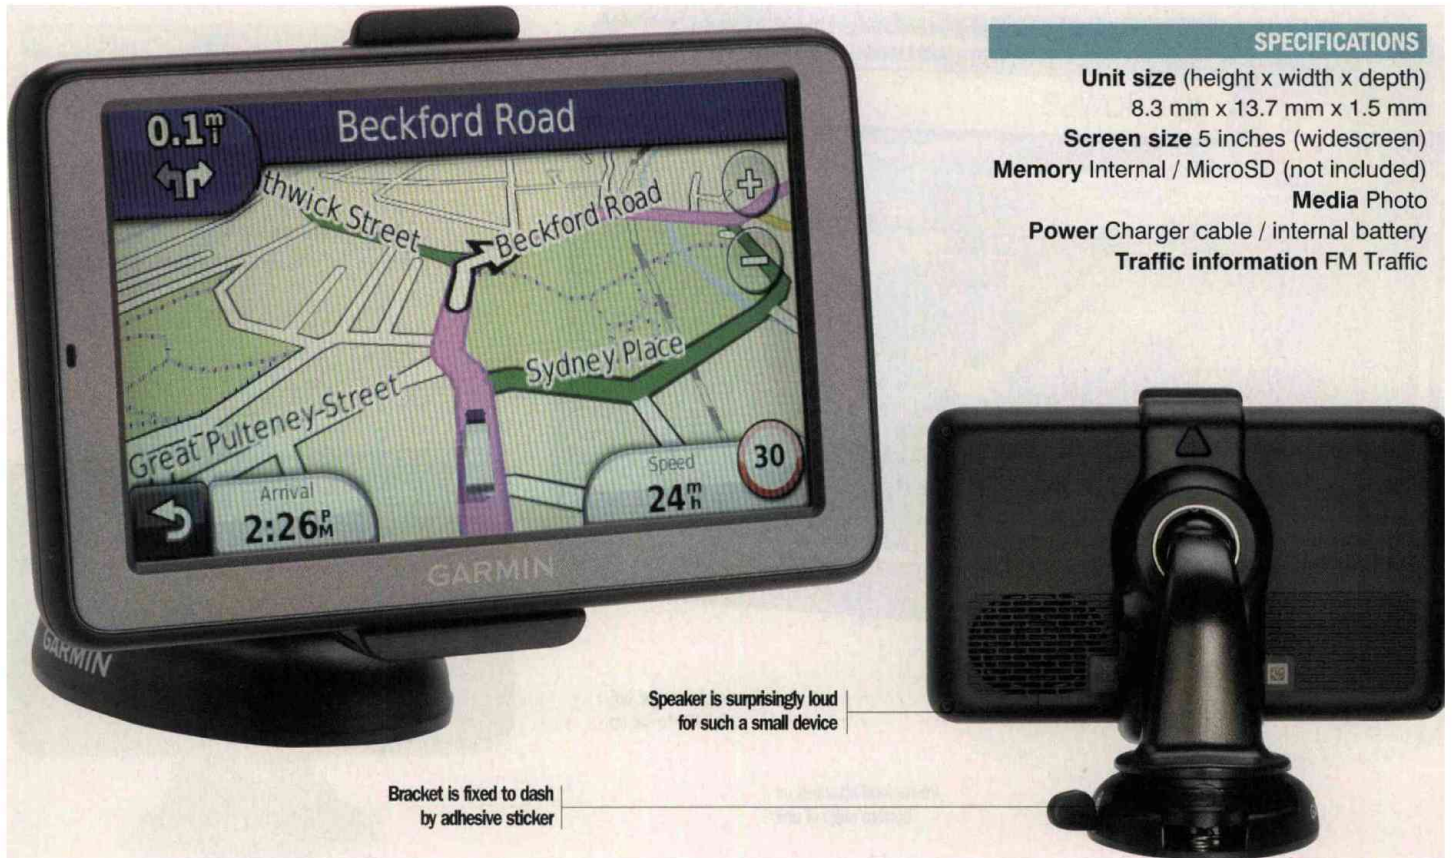 SPECIFICATIONS
Unit size (height x width x depth)
8.3 mm x 13.7 mm x 1.5 mm
Screen size 5 inches (widescreen)
Memory Internal / MicroSD (not included)
Media Photo
Power Charger cable / internal battery
Traffic information FM Traffic
0.1 mi
Beckford Road
thwick Street
Beckford Road
Sydney Place
Great Pulteney Street
Arrival
2:26 PM
Speed
24 mh
30
GARMIN
GARMIN
Speaker is surprisingly loud
for such a small device
Bracket is fixed to dash
by adhesive sticker